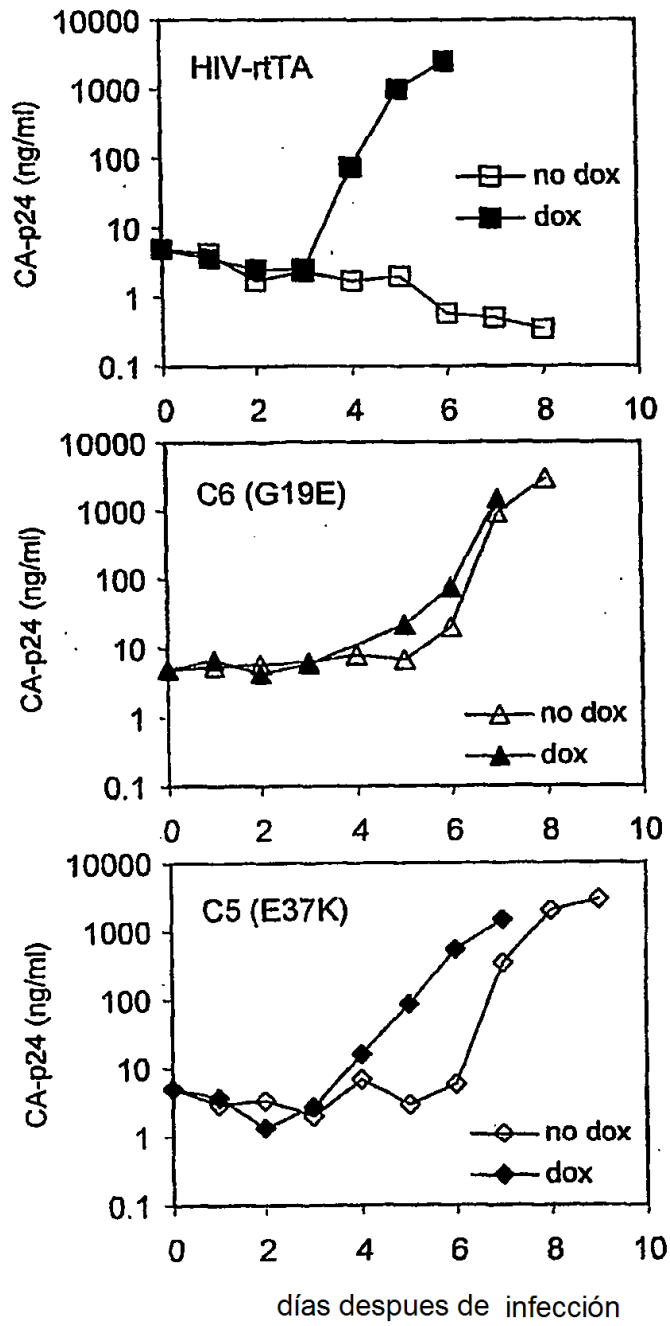 10000
1000
100
10
1
0.1
CA-p24 (ng/ml)
HIV-rtTA
no dox
dox
0 2 4 6 8 10
10000
1000
100
10
1
0.1
CA-p24 (ng/ml)
C6 (G19E)
no dox
dox
0 2 4 6 8 10
10000
1000
100
10
1
0.1
CA-p24 (ng/ml)
C5 (E37K)
no dox
dox
0 2 4 6 8 10
días despues de infección